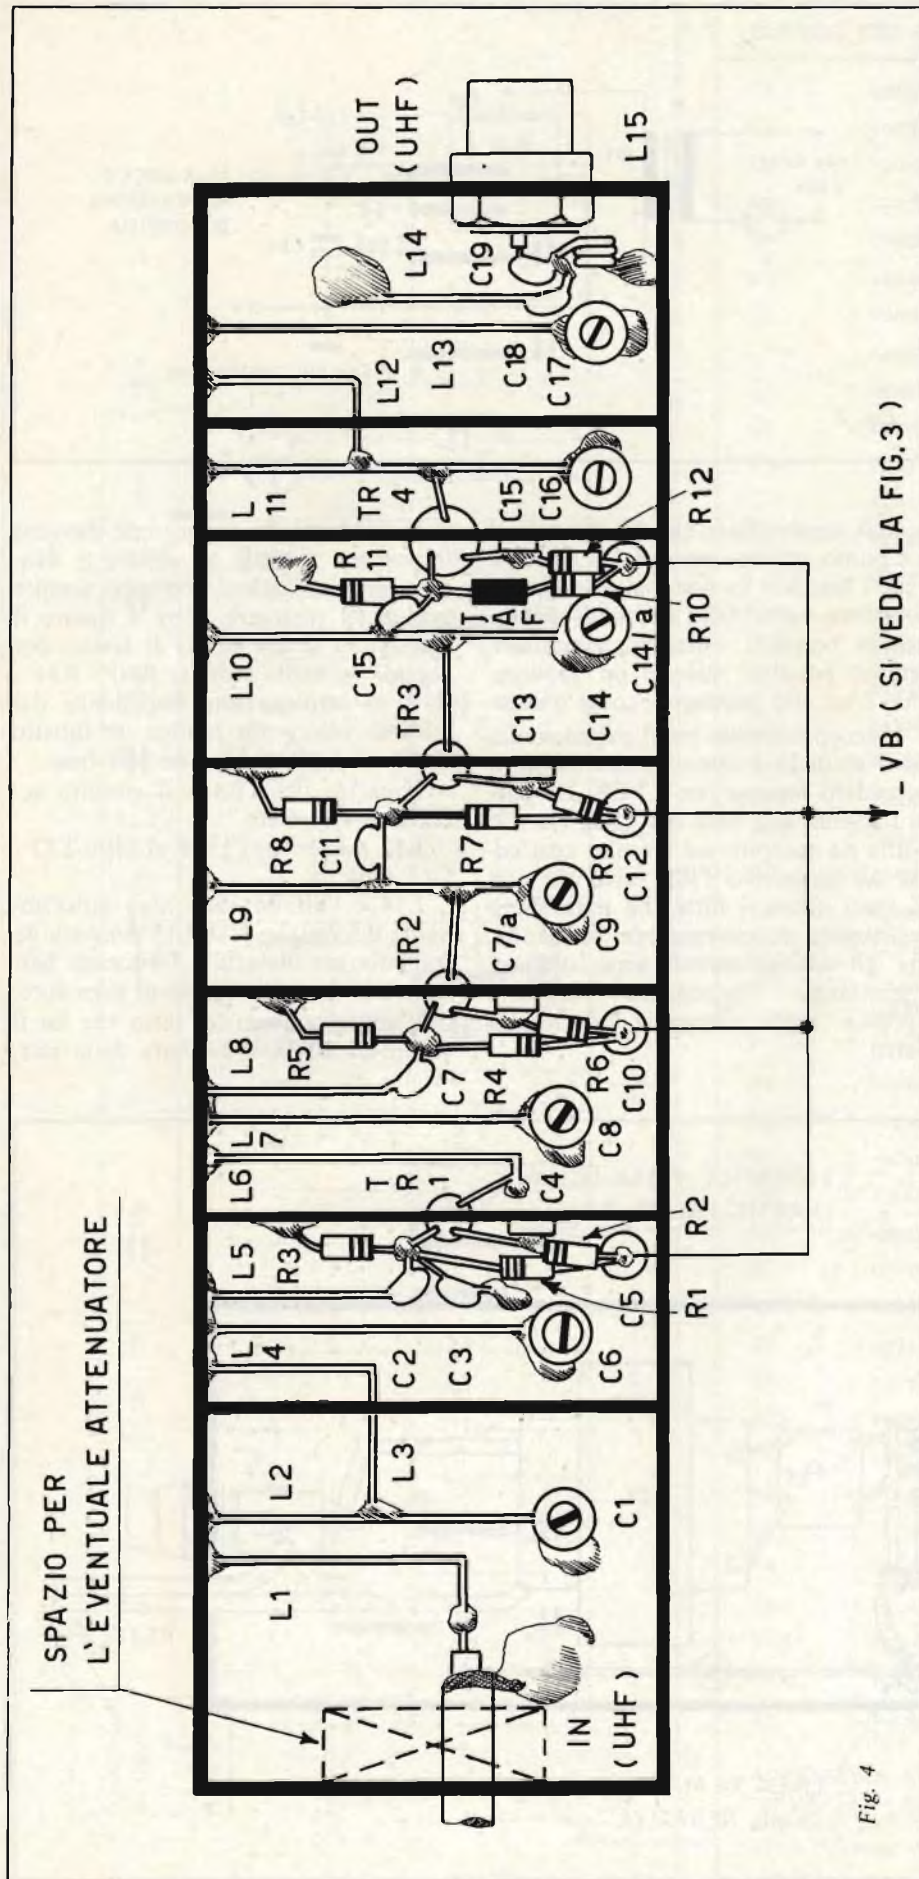 SPAZIO PER
L'EVENTUALE ATTENUATORE
IN
(UHF)
L1
L2
L3
C1
L
4
L5
R3
C2
C3
C6
C5
R1
R2
L6
L
7
L8
R5
T
R
1
C4
C7
R4
R6
C8
C10
L9
R8
C11
TR2
C7/a
R7
R9
C9
C12
L10
R
11
C15
J
A
F
TR3
C13
C14
C14/a
R10
R12
L
11
TR
4
C15
C16
L12
L13
L14
C18
C17
C19
L15
OUT
(UHF)
- VB (SI VEDA LA FIG.3)
Fig. 4